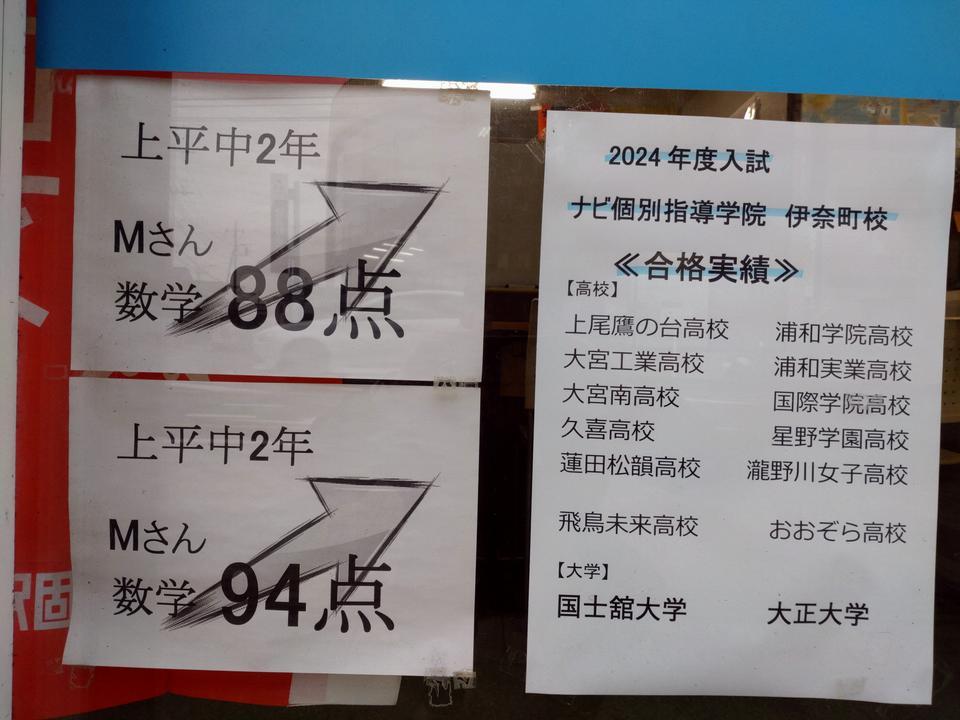 上平中2年
Mさん
数学 88点
上平中2年
Mさん
数学 94点
2024年度入試
ナビ個別指導学院 伊奈町校
≪合格実績≫
【高校】
上尾鷹の台高校 浦和学院高校
大宮工業高校 浦和実業高校
大宮南高校 国際学院高校
久喜高校 星野学園高校
蓮田松韻高校 瀧野川女子高校
飛鳥未来高校 おおぞら高校
【大学】
国士舘大学 大正大学